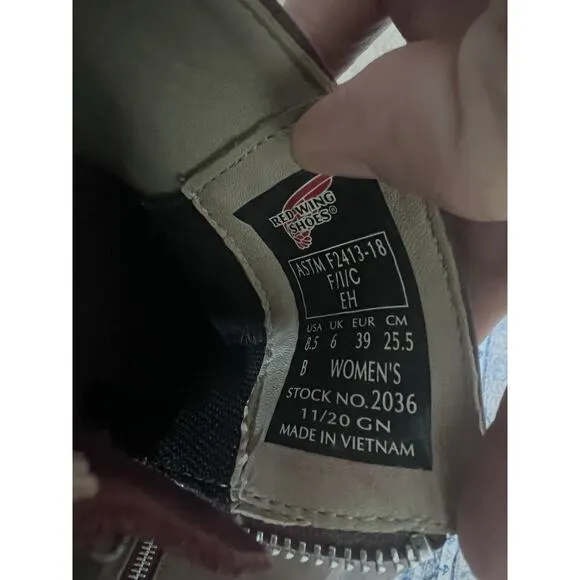 RED WING
SHOES®
ASTM F2413-18
F/I/C
EH
USA UK EUR CM
8.5 6 39 25.5
B WOMEN'S
STOCK NO. 2036
11/20 GN
MADE IN VIETNAM